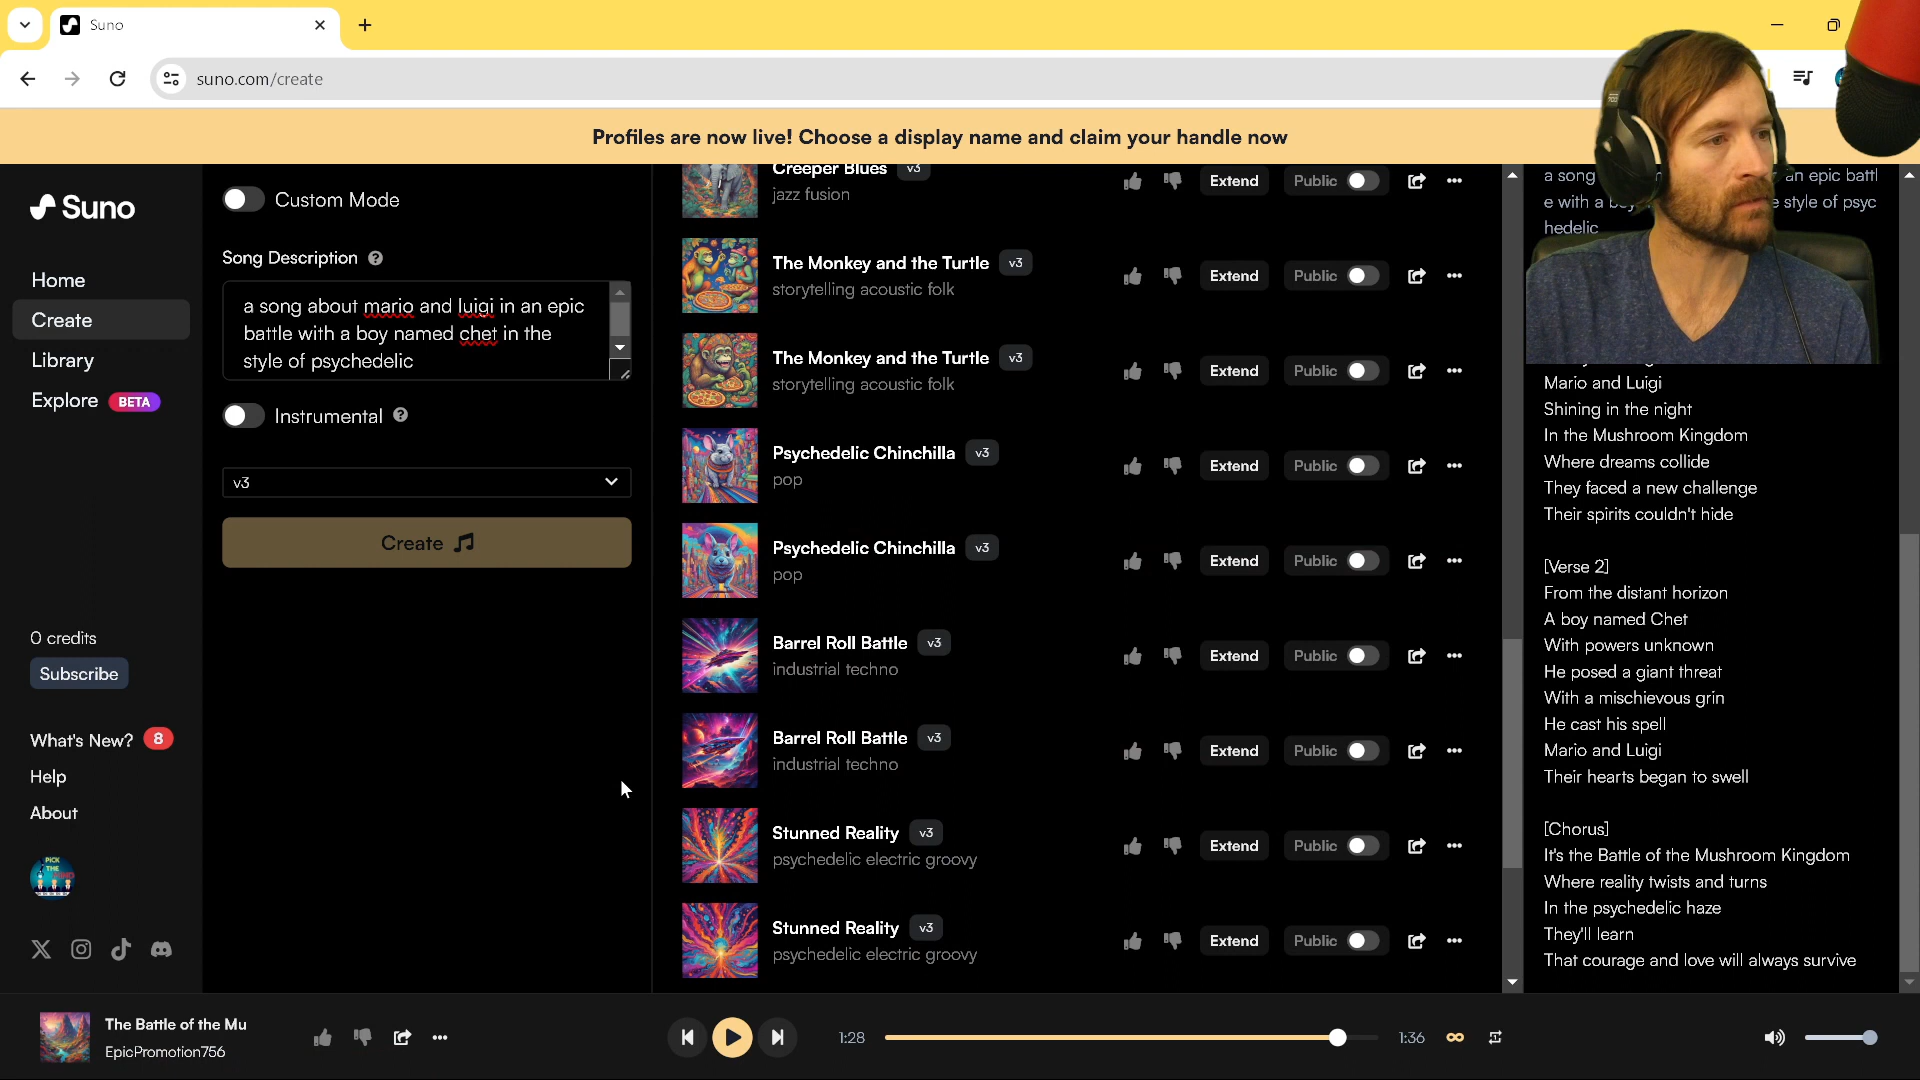 Suno
suno.com/create
Profiles are now live! Choose a display name and claim your handle now
Suno
Home
Create
Library
Explore BETA
0 credits
Subscribe
What's New? 8
Help
About
PICK
THE
Custom Mode
Song Description ?
a song about mario and luigi in an epic
battle with a boy named chet in the
style of psychedelic
Instrumental ?
v3
Create
Creeper Blues v3
jazz fusion
Extend Public
The Monkey and the Turtle v3
storytelling acoustic folk
Extend Public
The Monkey and the Turtle v3
storytelling acoustic folk
Extend Public
Psychedelic Chinchilla v3
pop
Extend Public
Psychedelic Chinchilla v3
pop
Extend Public
Barrel Roll Battle v3
industrial techno
Extend Public
Barrel Roll Battle v3
industrial techno
Extend Public
Stunned Reality v3
psychedelic electric groovy
Extend Public
Stunned Reality v3
psychedelic electric groovy
Extend Public
a song an epic battl
e with a e style of psyc
hedelic
Mario and Luigi
Shining in the night
In the Mushroom Kingdom
Where dreams collide
They faced a new challenge
Their spirits couldn't hide
[Verse 2]
From the distant horizon
A boy named Chet
With powers unknown
He posed a giant threat
With a mischievous grin
He cast his spell
Mario and Luigi
Their hearts began to swell
[Chorus]
It's the Battle of the Mushroom Kingdom
Where reality twists and turns
In the psychedelic haze
They'll learn
That courage and love will always survive
The Battle of the Mu
EpicPromotion756
1:28
1:36